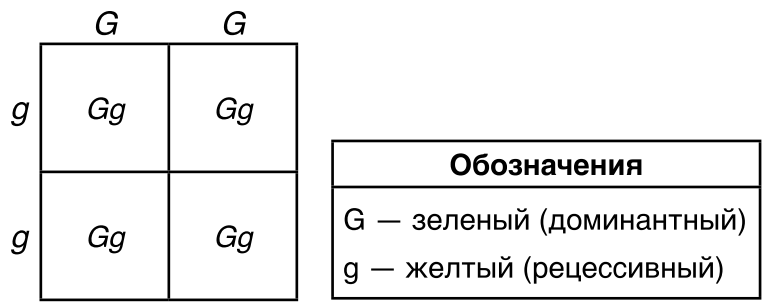 G G
g Gg Gg
g Gg Gg
Обозначения
G — зеленый (доминантный)
g — желтый (рецессивный)